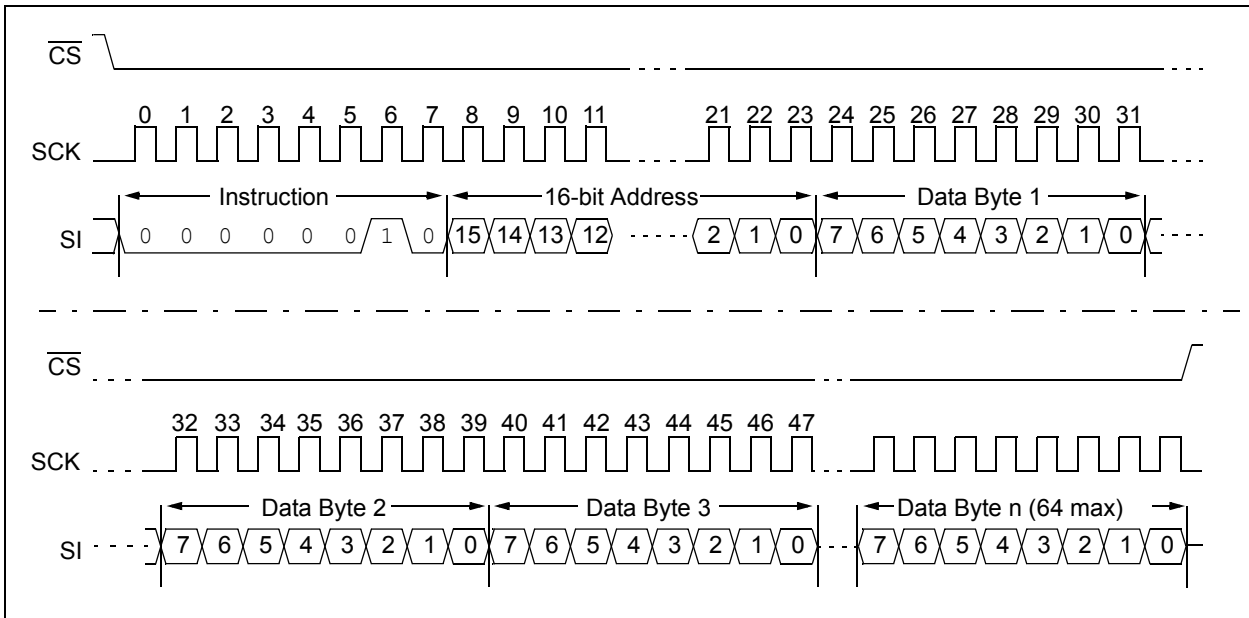 CS
0 1 2 3 4 5 6 7 8 9 10 11 21 22 23 24 25 26 27 28 29 30 31
SCK
Instruction 16-bit Address Data Byte 1
SI 0 0 0 0 0 0 1 0 15 14 13 12 2 1 0 7 6 5 4 3 2 1 0
CS
32 33 34 35 36 37 38 39 40 41 42 43 44 45 46 47
SCK
Data Byte 2 Data Byte 3 Data Byte n (64 max)
SI 7 6 5 4 3 2 1 0 7 6 5 4 3 2 1 0 7 6 5 4 3 2 1 0